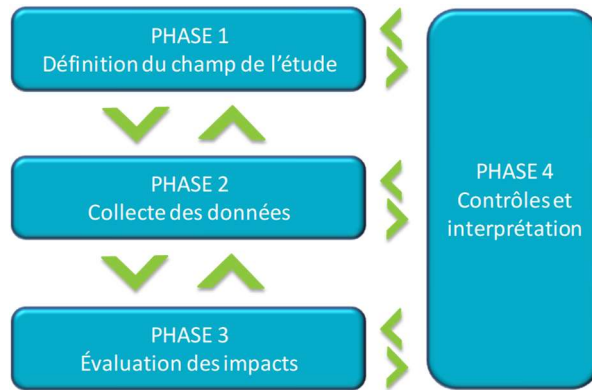 PHASE 1
Définition du champ de l'étude
PHASE 2
Collecte des données
PHASE 3
Évaluation des impacts
PHASE 4
Contrôles et
interprétation